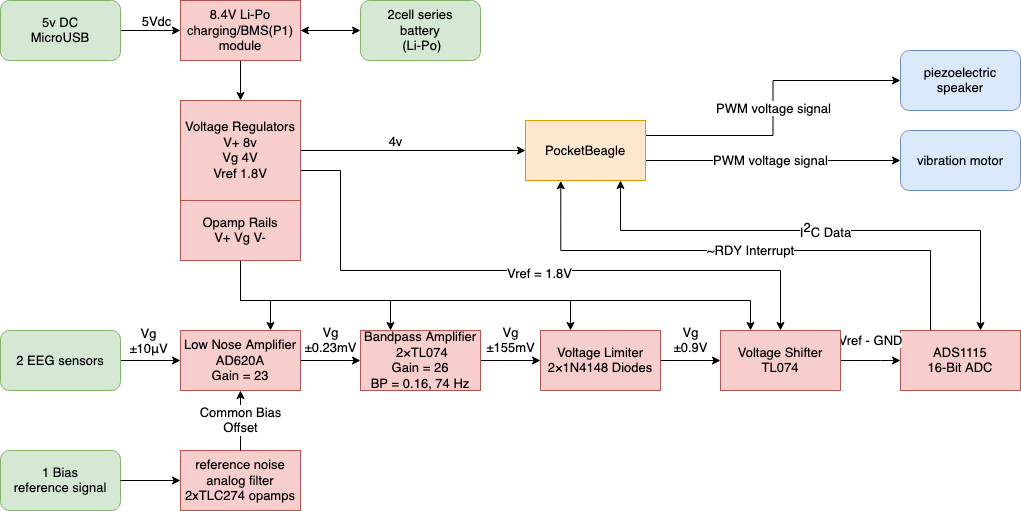 5v DC
MicroUSB
5Vdc
8.4V Li-Po
charging/BMS(P1)
module
2cell series
battery
(Li-Po)
piezoelectric
speaker
PWM voltage signal
Voltage Regulators
V+ 8v
Vg 4V
Vref 1.8V
4v
PocketBeagle
PWM voltage signal
vibration motor
Opamp Rails
V+ Vg V-
I2C Data
~RDY Interrupt
Vref = 1.8V
2 EEG sensors
Vg
±10μV
Low Nose Amplifier
AD620A
Gain = 23
Vg
±0.23mV
Bandpass Amplifier
2×TL074
Gain = 26
BP = 0.16, 74 Hz
Vg
±155mV
Voltage Limiter
2×1N4148 Diodes
Vg
±0.9V
Voltage Shifter
TL074
Vref - GND
ADS1115
16-Bit ADC
Common Bias
Offset
1 Bias
reference signal
reference noise
analog filter
2xTLC274 opamps